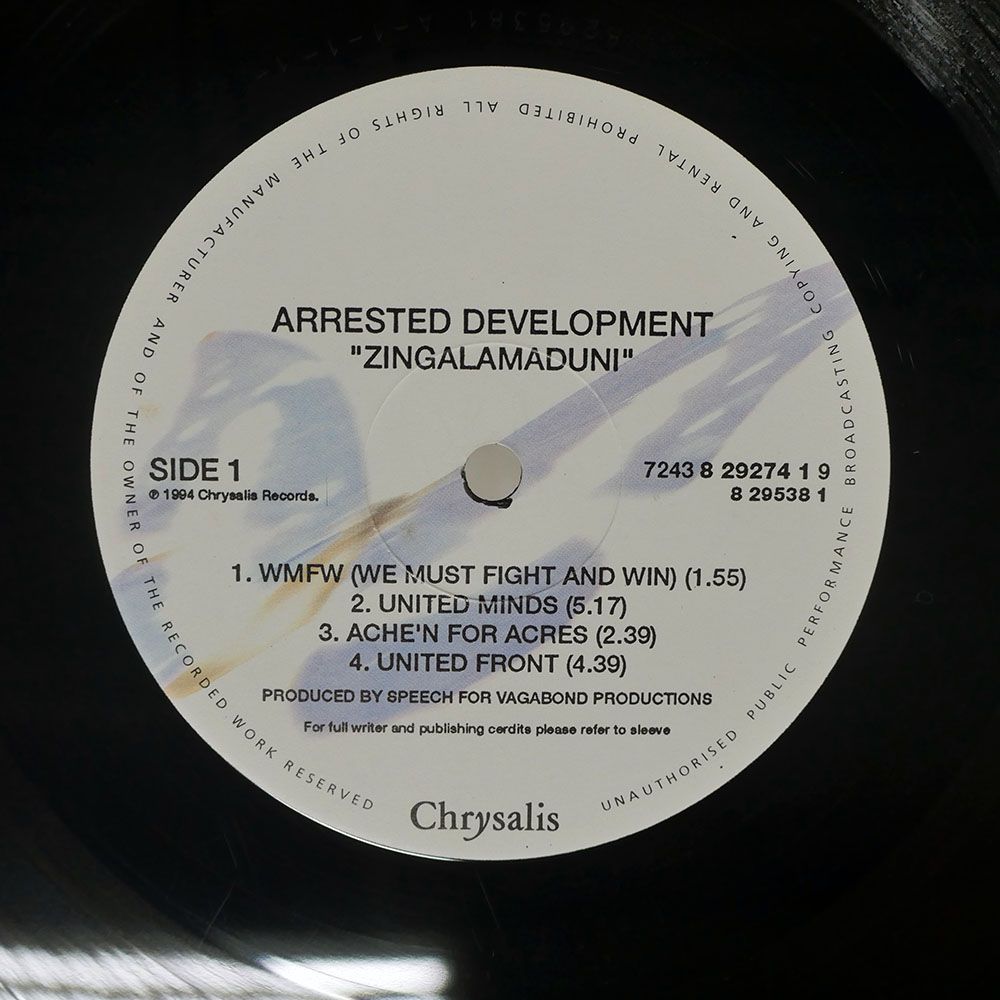 ARRESTED DEVELOPMENT
"ZINGALAMADUNI"
SIDE 1
℗ 1994 Chrysalis Records.
7243 8 29274 1 9
8 29538 1
1. WMFW (WE MUST FIGHT AND WIN) (1.55)
2. UNITED MINDS (5.17)
3. ACHE'N FOR ACRES (2.39)
4. UNITED FRONT (4.39)
PRODUCED BY SPEECH FOR VAGABOND PRODUCTIONS
For full writer and publishing cerdits please refer to sleeve
Chrysalis
ALL RIGHTS OF THE MANUFACTURER AND OF THE OWNER OF THE RECORDED WORK RESERVED
UNAUTHORISED PUBLIC PERFORMANCE BROADCASTING COPYING AND RENTAL PROHIBITED